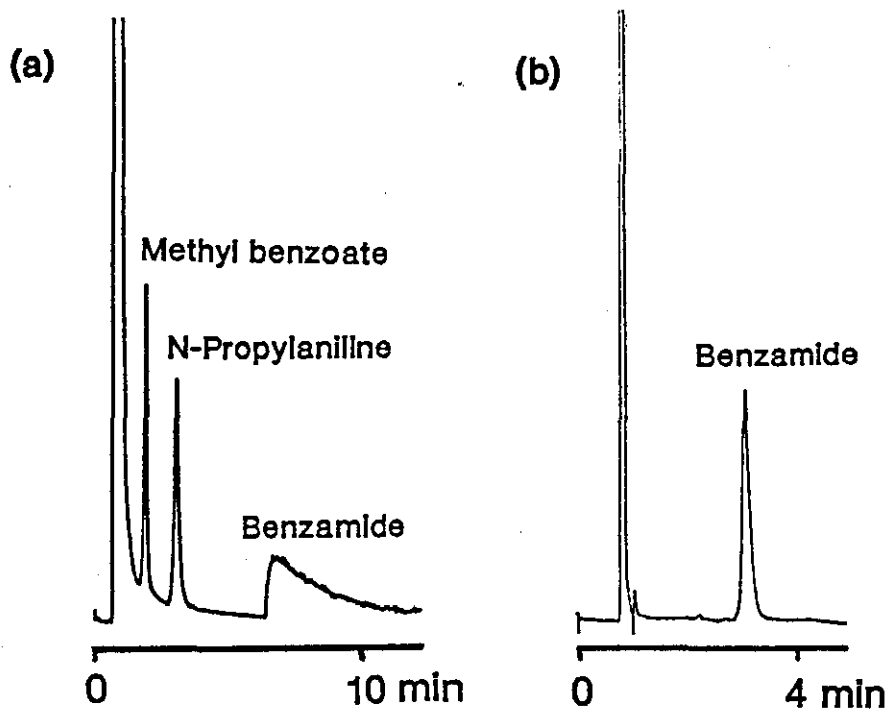 (a)
Methyl benzoate
N-Propylaniline
Benzamide
0 10 min
(b)
Benzamide
0 4 min